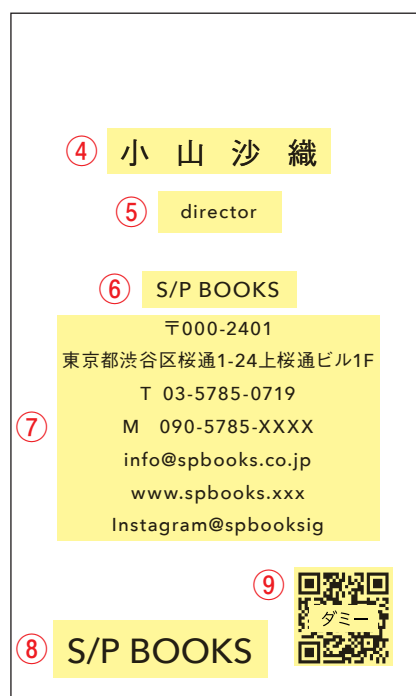 ④ 小 山 沙 織
⑤ director
⑥ S/P BOOKS
⑦ 〒000-2401
東京都渋谷区桜通1-24上桜通ビル1F
T 03-5785-0719
M 090-5785-XXXX
info@spbooks.co.jp
www.spbooks.xxx
Instagram@spbooksig
⑨ ダミー
⑧ S/P BOOKS